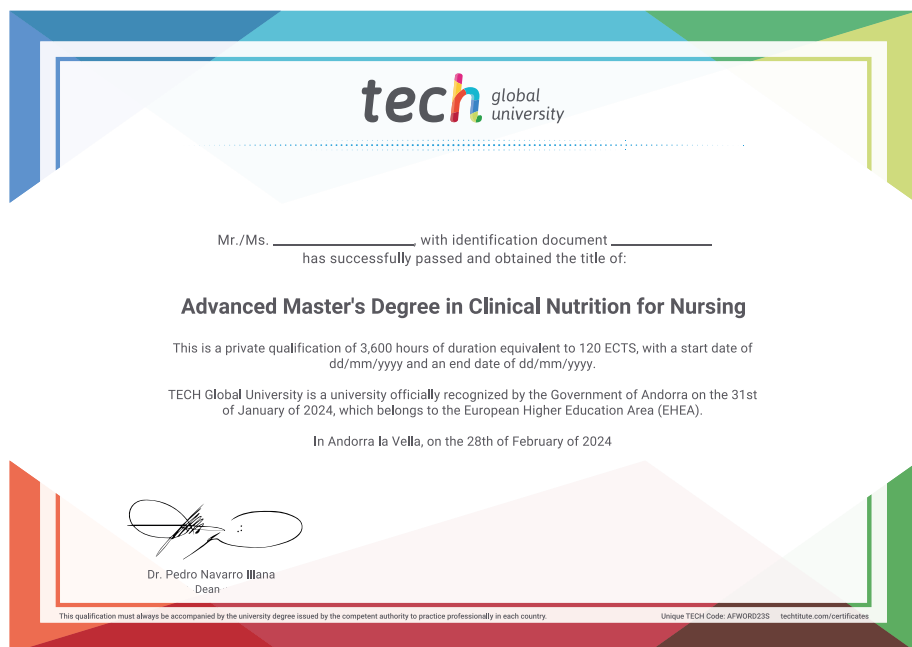 tech global university
Mr./Ms. ____________, with identification document ____________
has successfully passed and obtained the title of:
Advanced Master's Degree in Clinical Nutrition for Nursing
This is a private qualification of 3,600 hours of duration equivalent to 120 ECTS, with a start date of
dd/mm/yyyy and an end date of dd/mm/yyyy.
TECH Global University is a university officially recognized by the Government of Andorra on the 31st
of January of 2024, which belongs to the European Higher Education Area (EHEA).
In Andorra la Vella, on the 28th of February of 2024
Dr. Pedro Navarro Illana
Dean
This qualification must always be accompanied by the university degree issued by the competent authority to practice professionally in each country.
Unique TECH Code: AFWORD23S techtitute.com/certificates